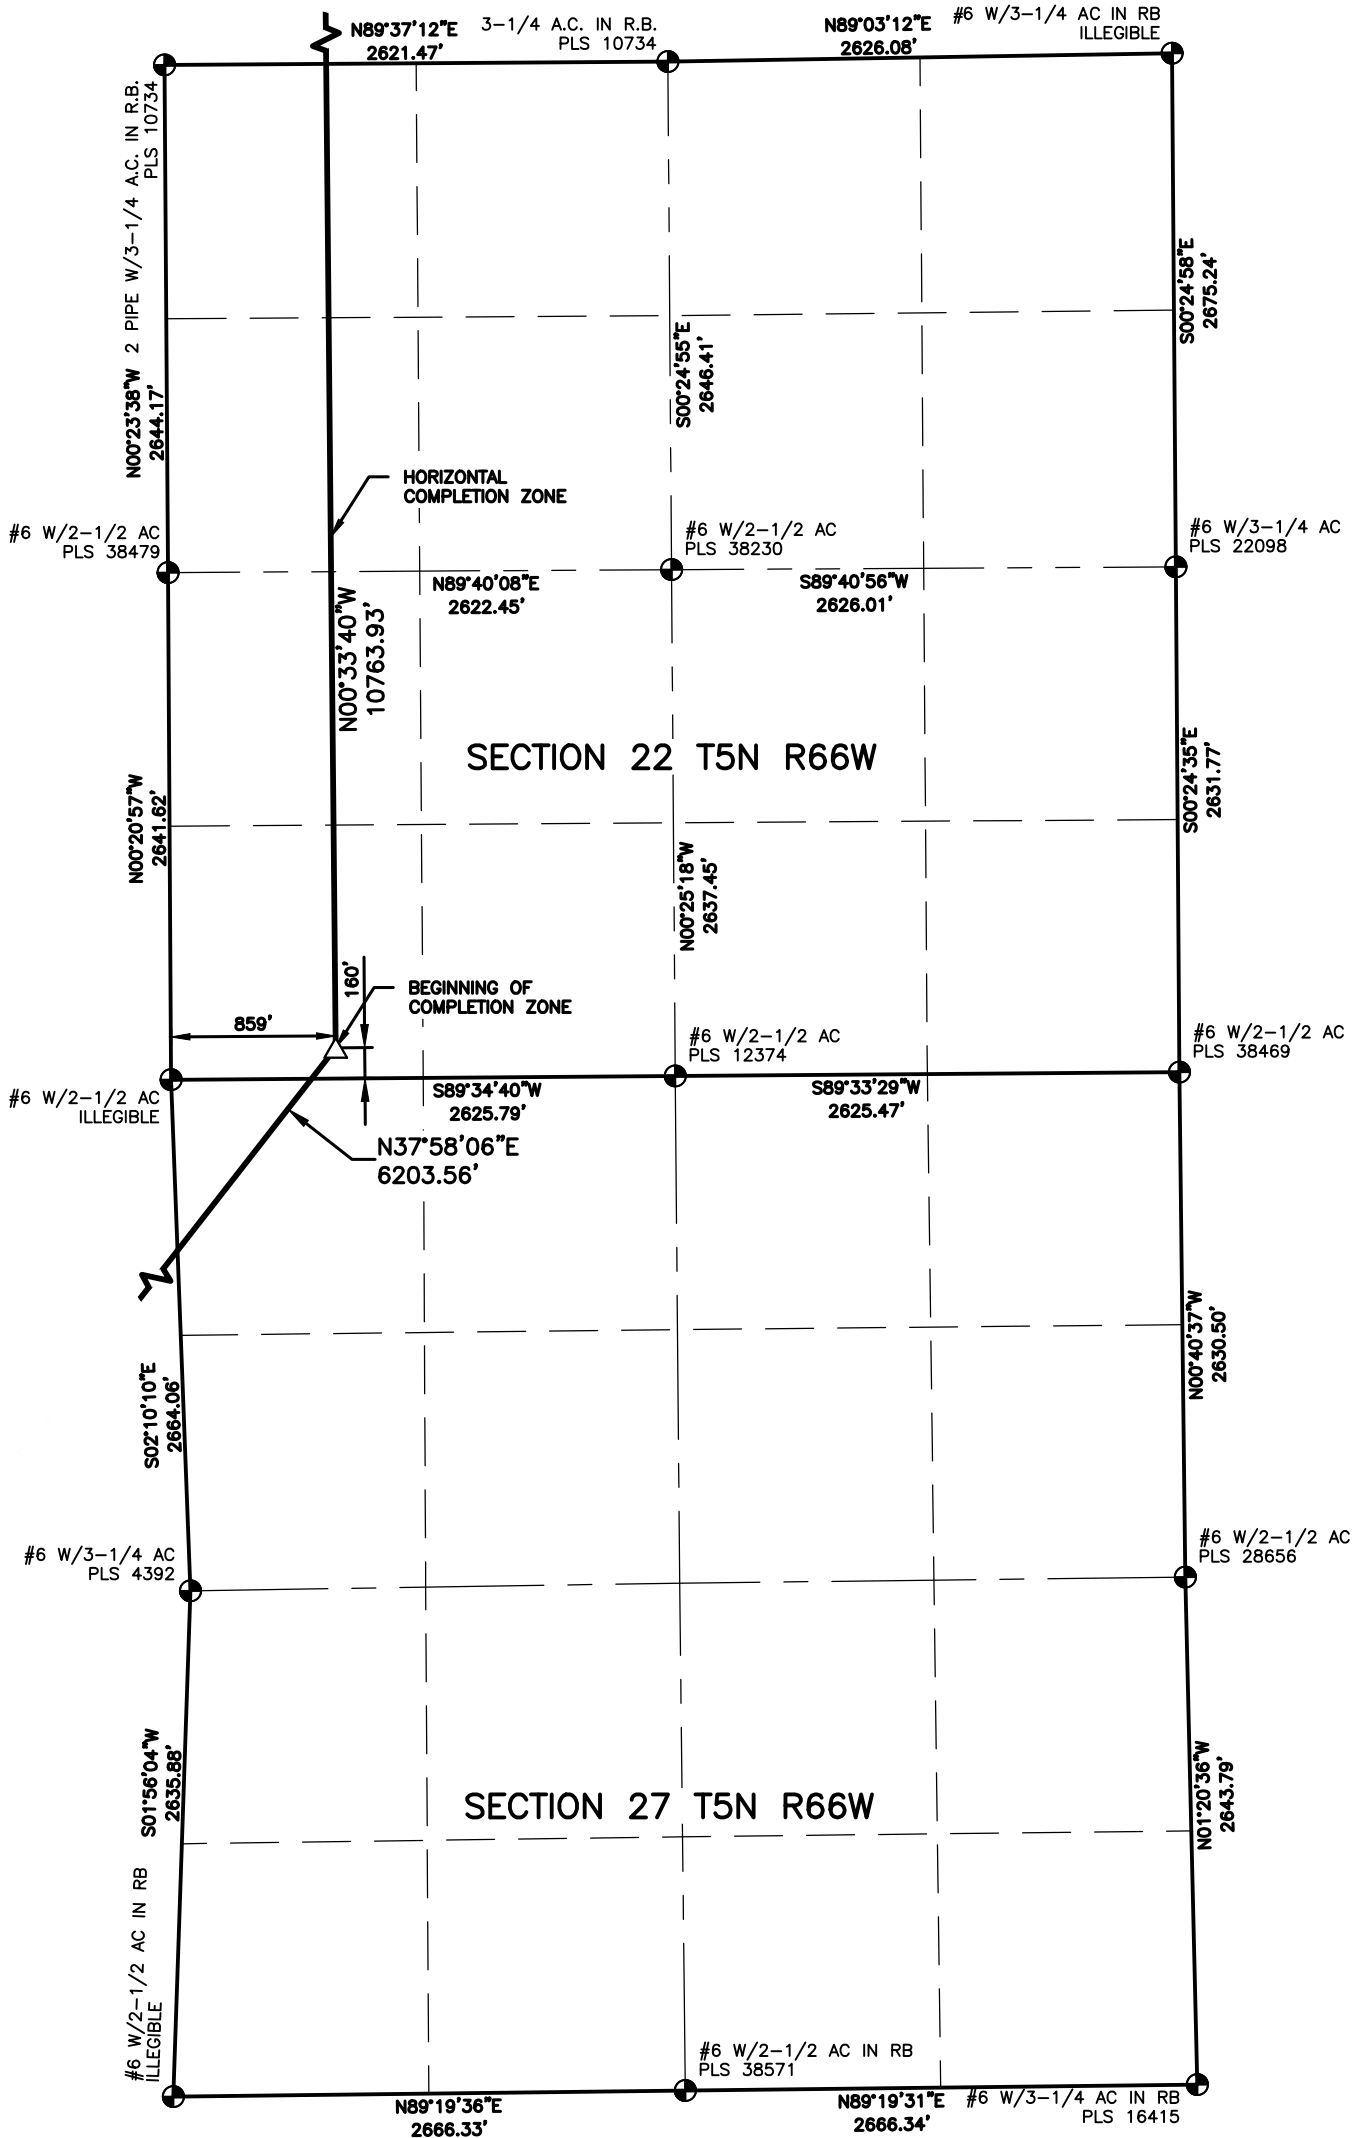 N89°37'12"E
2621.47'
3-1/4 A.C. IN R.B.
PLS 10734
N89°03'12"E
2626.08'
#6 W/3-1/4 AC IN RB
ILLEGIBLE
2 PIPE W/3-1/4 A.C. IN R.B.
PLS 10734
N00°23'38"W
2644.17'
S00°24'55"E
2646.41'
S00°24'58"E
2675.24'
HORIZONTAL
COMPLETION ZONE
#6 W/2-1/2 AC
PLS 38479
#6 W/2-1/2 AC
PLS 38230
#6 W/3-1/4 AC
PLS 22098
N89°40'08"E
2622.45'
S89°40'56"W
2626.01'
N00°33'40"W
10763.93'
SECTION 22 T5N R66W
N00°20'57"W
2641.62'
N00°25'18"W
2637.45'
S00°24'35"E
2631.77'
160'
BEGINNING OF
COMPLETION ZONE
859'
#6 W/2-1/2 AC
PLS 12374
#6 W/2-1/2 AC
PLS 38469
#6 W/2-1/2 AC
ILLEGIBLE
S89°34'40"W
2625.79'
S89°33'29"W
2625.47'
N37°58'06"E
6203.56'
S02°10'10"E
2664.06'
N00°40'37"W
2630.50'
#6 W/3-1/4 AC
PLS 4392
#6 W/2-1/2 AC
PLS 28656
S01°56'04"W
2635.88'
SECTION 27 T5N R66W
N01°20'36"W
2643.79'
#6 W/2-1/2 AC IN RB
ILLEGIBLE
#6 W/2-1/2 AC IN RB
PLS 38571
N89°19'36"E
2666.33'
N89°19'31"E
2666.34'
#6 W/3-1/4 AC IN RB
PLS 16415